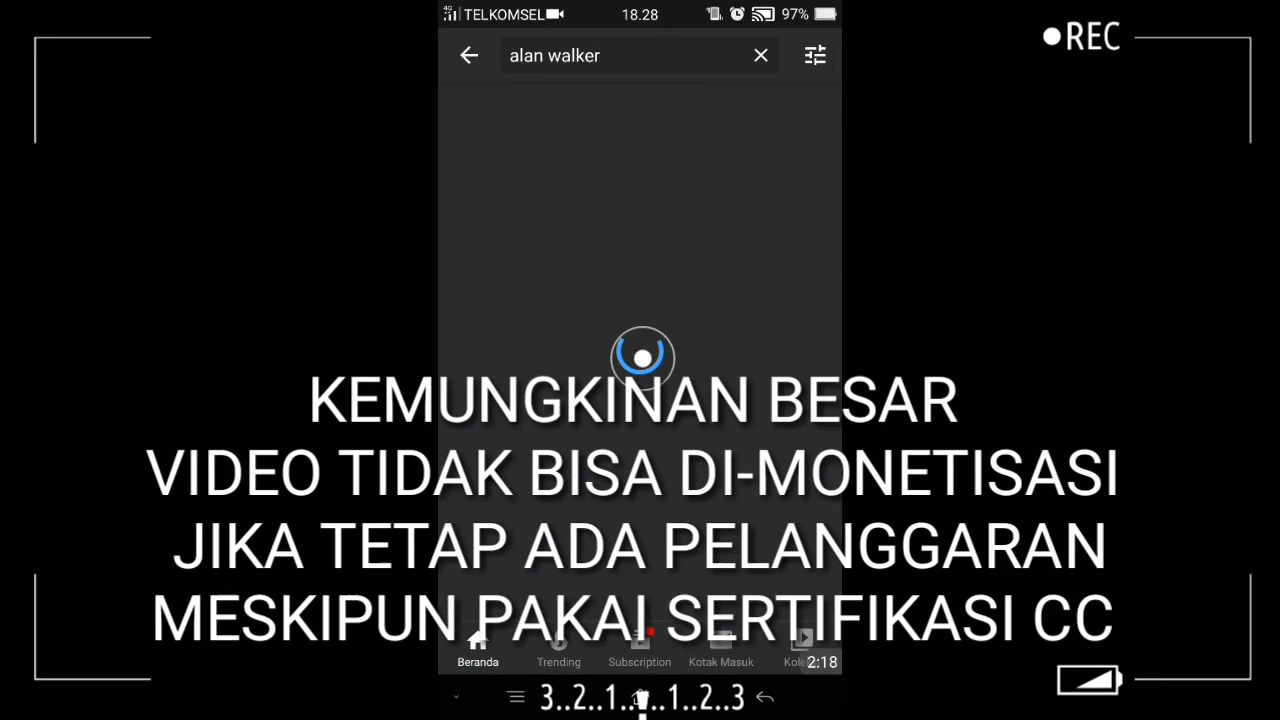 4G TELKOMSEL 18.28 97%
●REC
alan walker
KEMUNGKINAN BESAR
VIDEO TIDAK BISA DI-MONETISASI
JIKA TETAP ADA PELANGGARAN
MESKIPUN PAKAI SERTIFIKASI CC
Beranda Trending Subscription Kotak Masuk
2:18
3..2..1....1..2..3